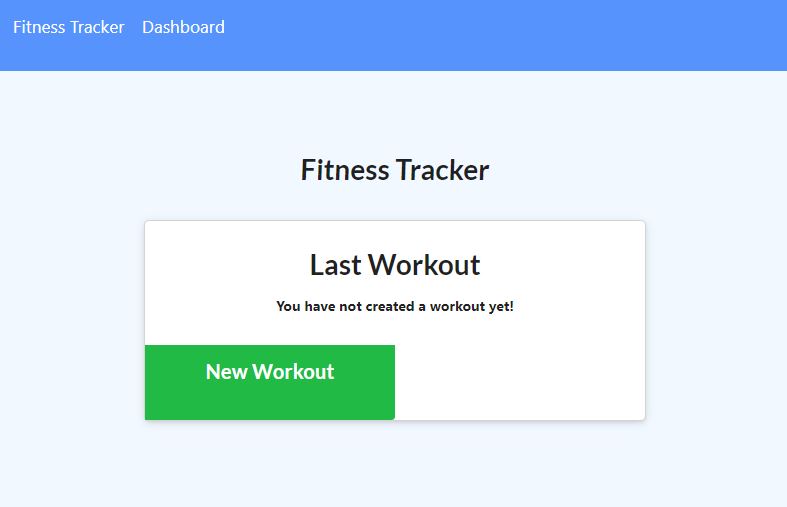 Fitness Tracker Dashboard
Fitness Tracker
Last Workout
You have not created a workout yet!
New Workout